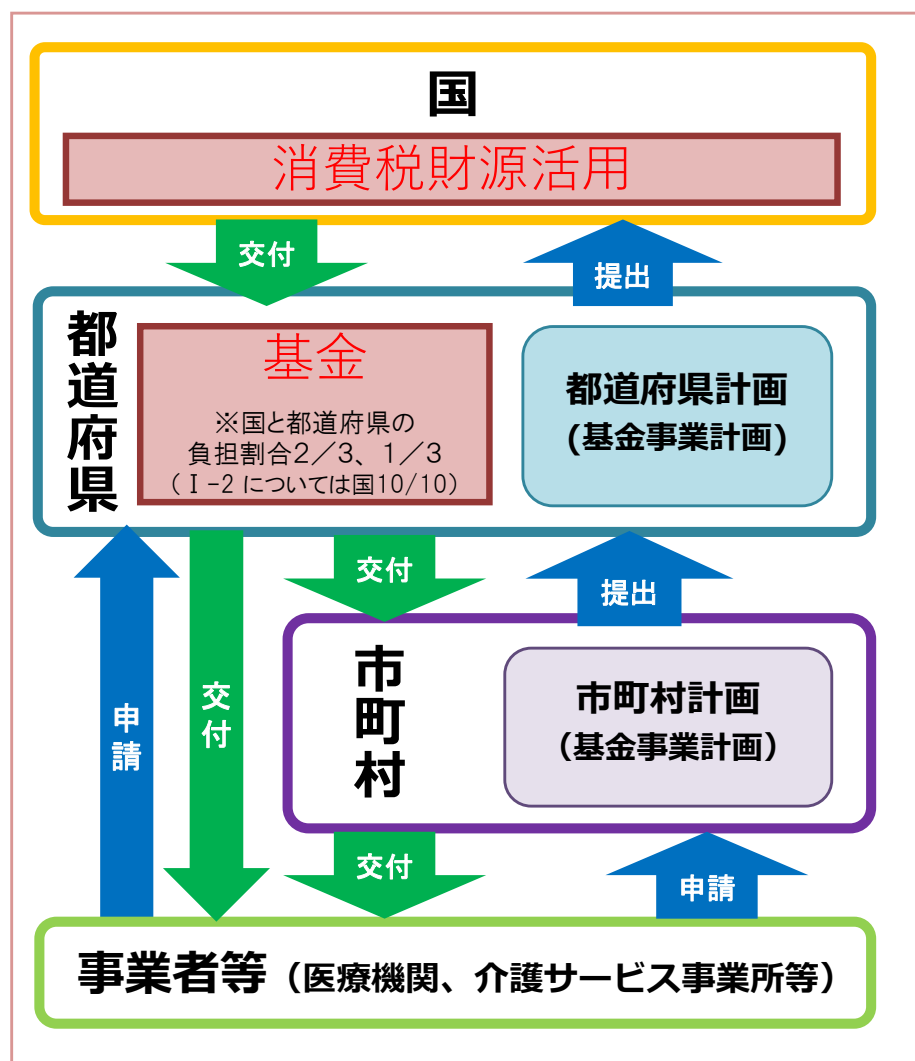 国
消費税財源活用
交付
提出
都道府県
基金
※国と都道府県の
負担割合2／3、1／3
（Ⅰ-2 については国10/10）
都道府県計画
(基金事業計画)
交付
提出
申請
交付
市町村
市町村計画
（基金事業計画）
交付
申請
事業者等（医療機関、介護サービス事業所等）